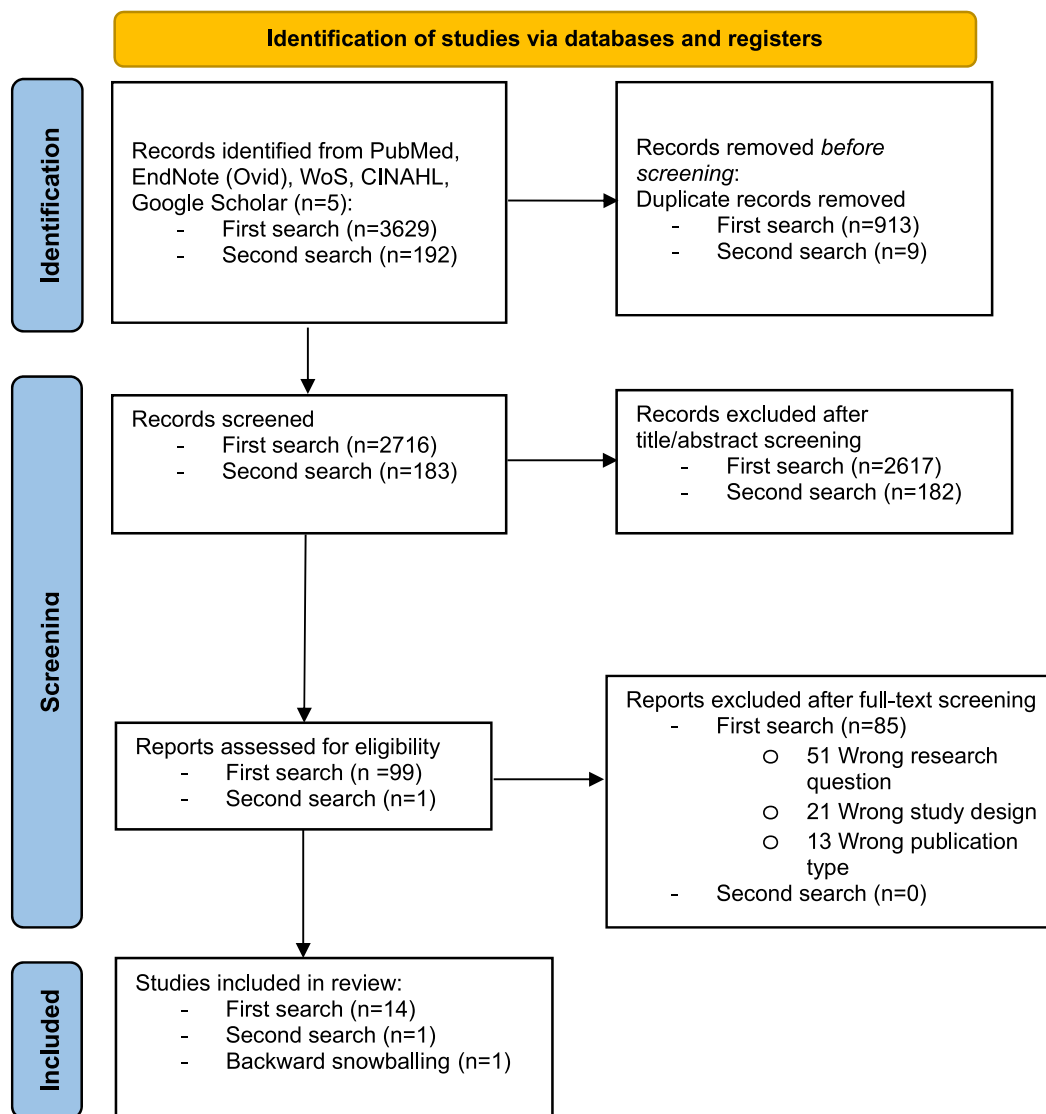 Identification of studies via databases and registers
Identification
Records identified from PubMed,
EndNote (Ovid), WoS, CINAHL,
Google Scholar (n=5):
- First search (n=3629)
- Second search (n=192)
Records removed before
screening:
Duplicate records removed
- First search (n=913)
- Second search (n=9)
Screening
Records screened
- First search (n=2716)
- Second search (n=183)
Records excluded after
title/abstract screening
- First search (n=2617)
- Second search (n=182)
Reports assessed for eligibility
- First search (n =99)
- Second search (n=1)
Reports excluded after full-text screening
- First search (n=85)
o 51 Wrong research
question
o 21 Wrong study design
o 13 Wrong publication
type
- Second search (n=0)
Included
Studies included in review:
- First search (n=14)
- Second search (n=1)
- Backward snowballing (n=1)